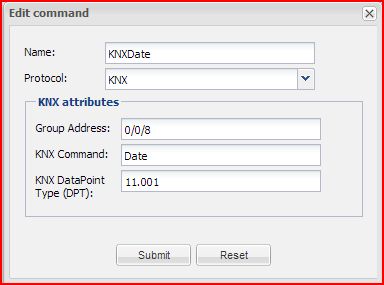 Edit command
Name: KNXDate
Protocol: KNX
KNX attributes
Group Address: 0/0/8
KNX Command: Date
KNX DataPoint
Type (DPT): 11.001
Submit Reset